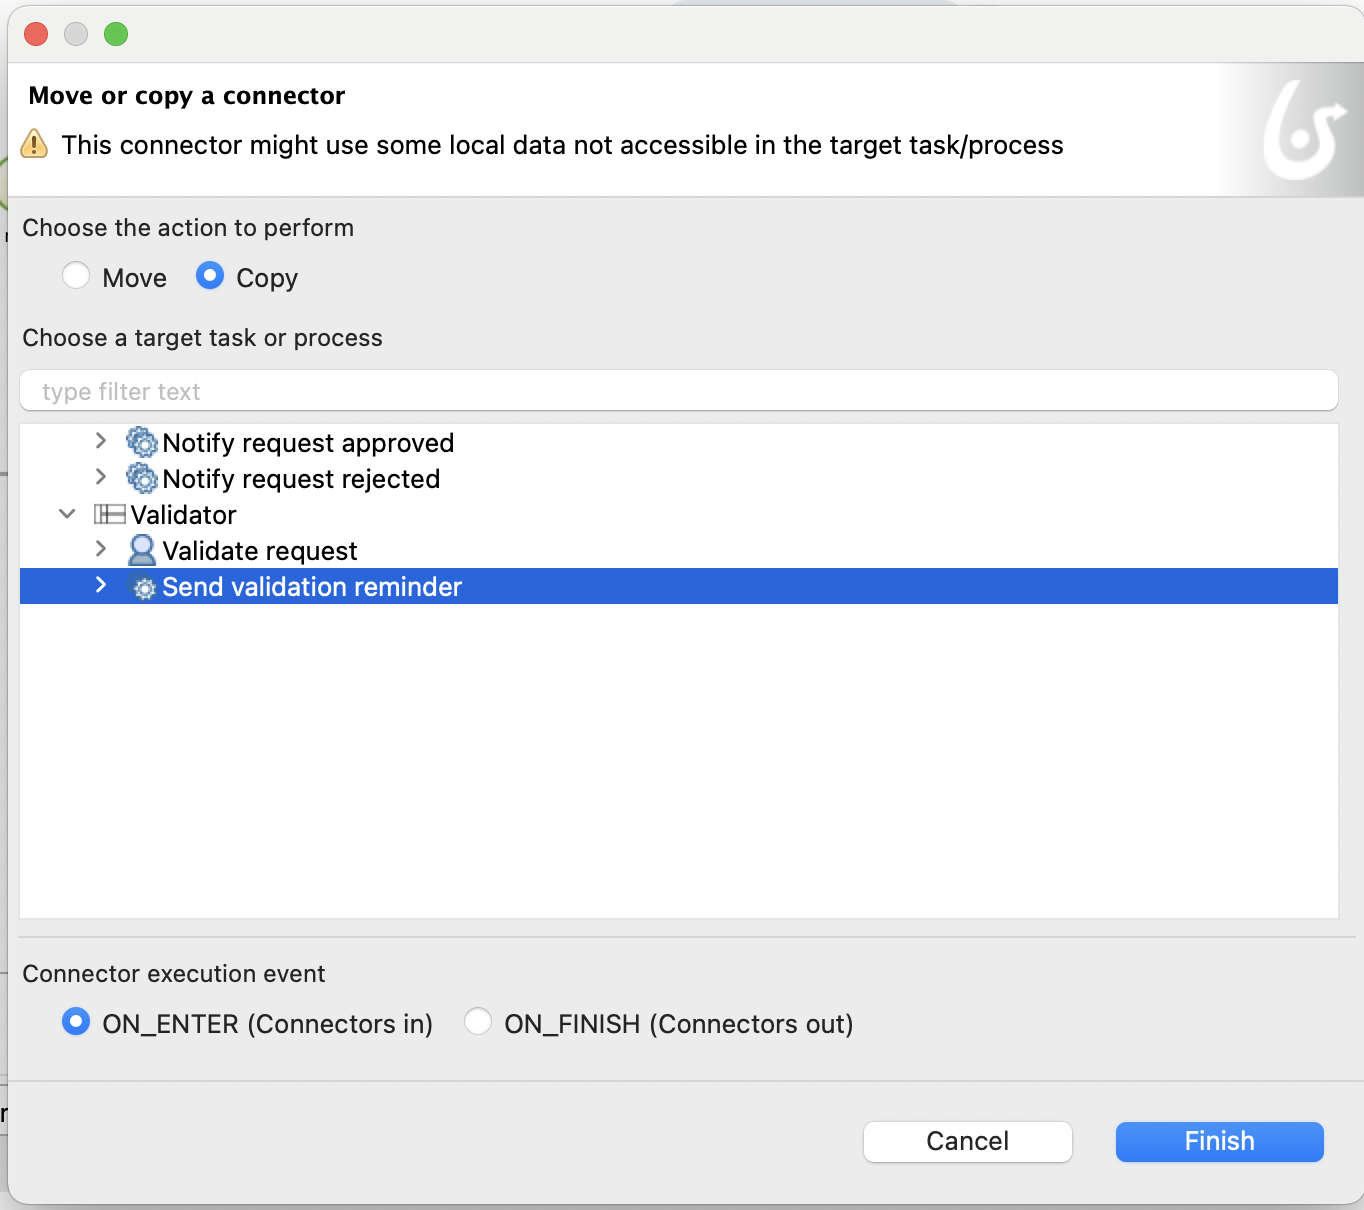 Move or copy a connector
This connector might use some local data not accessible in the target task/process
Choose the action to perform
Move Copy
Choose a target task or process
type filter text
Notify request approved
Notify request rejected
Validator
Validate request
Send validation reminder
Connector execution event
ON_ENTER (Connectors in) ON_FINISH (Connectors out)
Cancel Finish